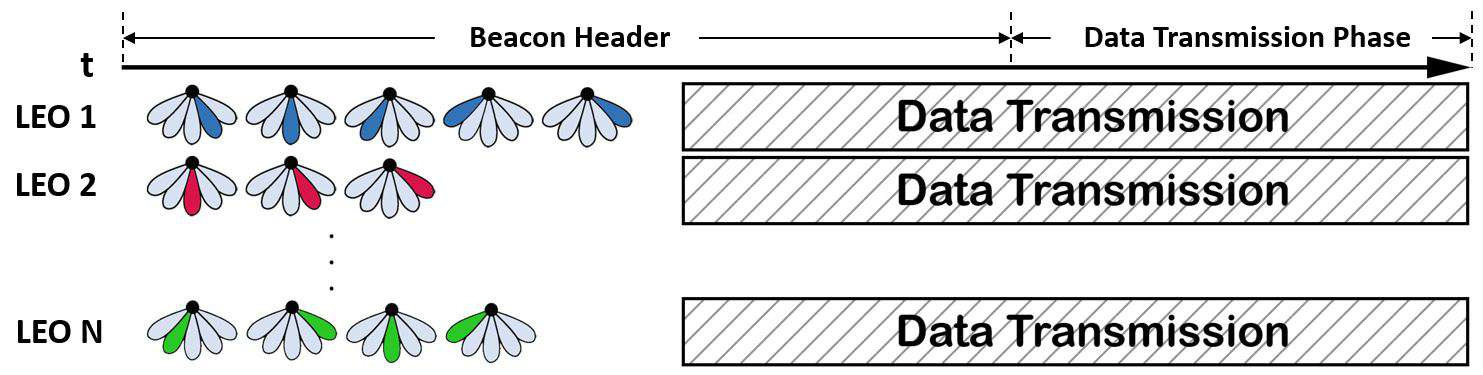 Beacon Header
Data Transmission Phase
t
LEO 1
Data Transmission
LEO 2
Data Transmission
LEO N
Data Transmission